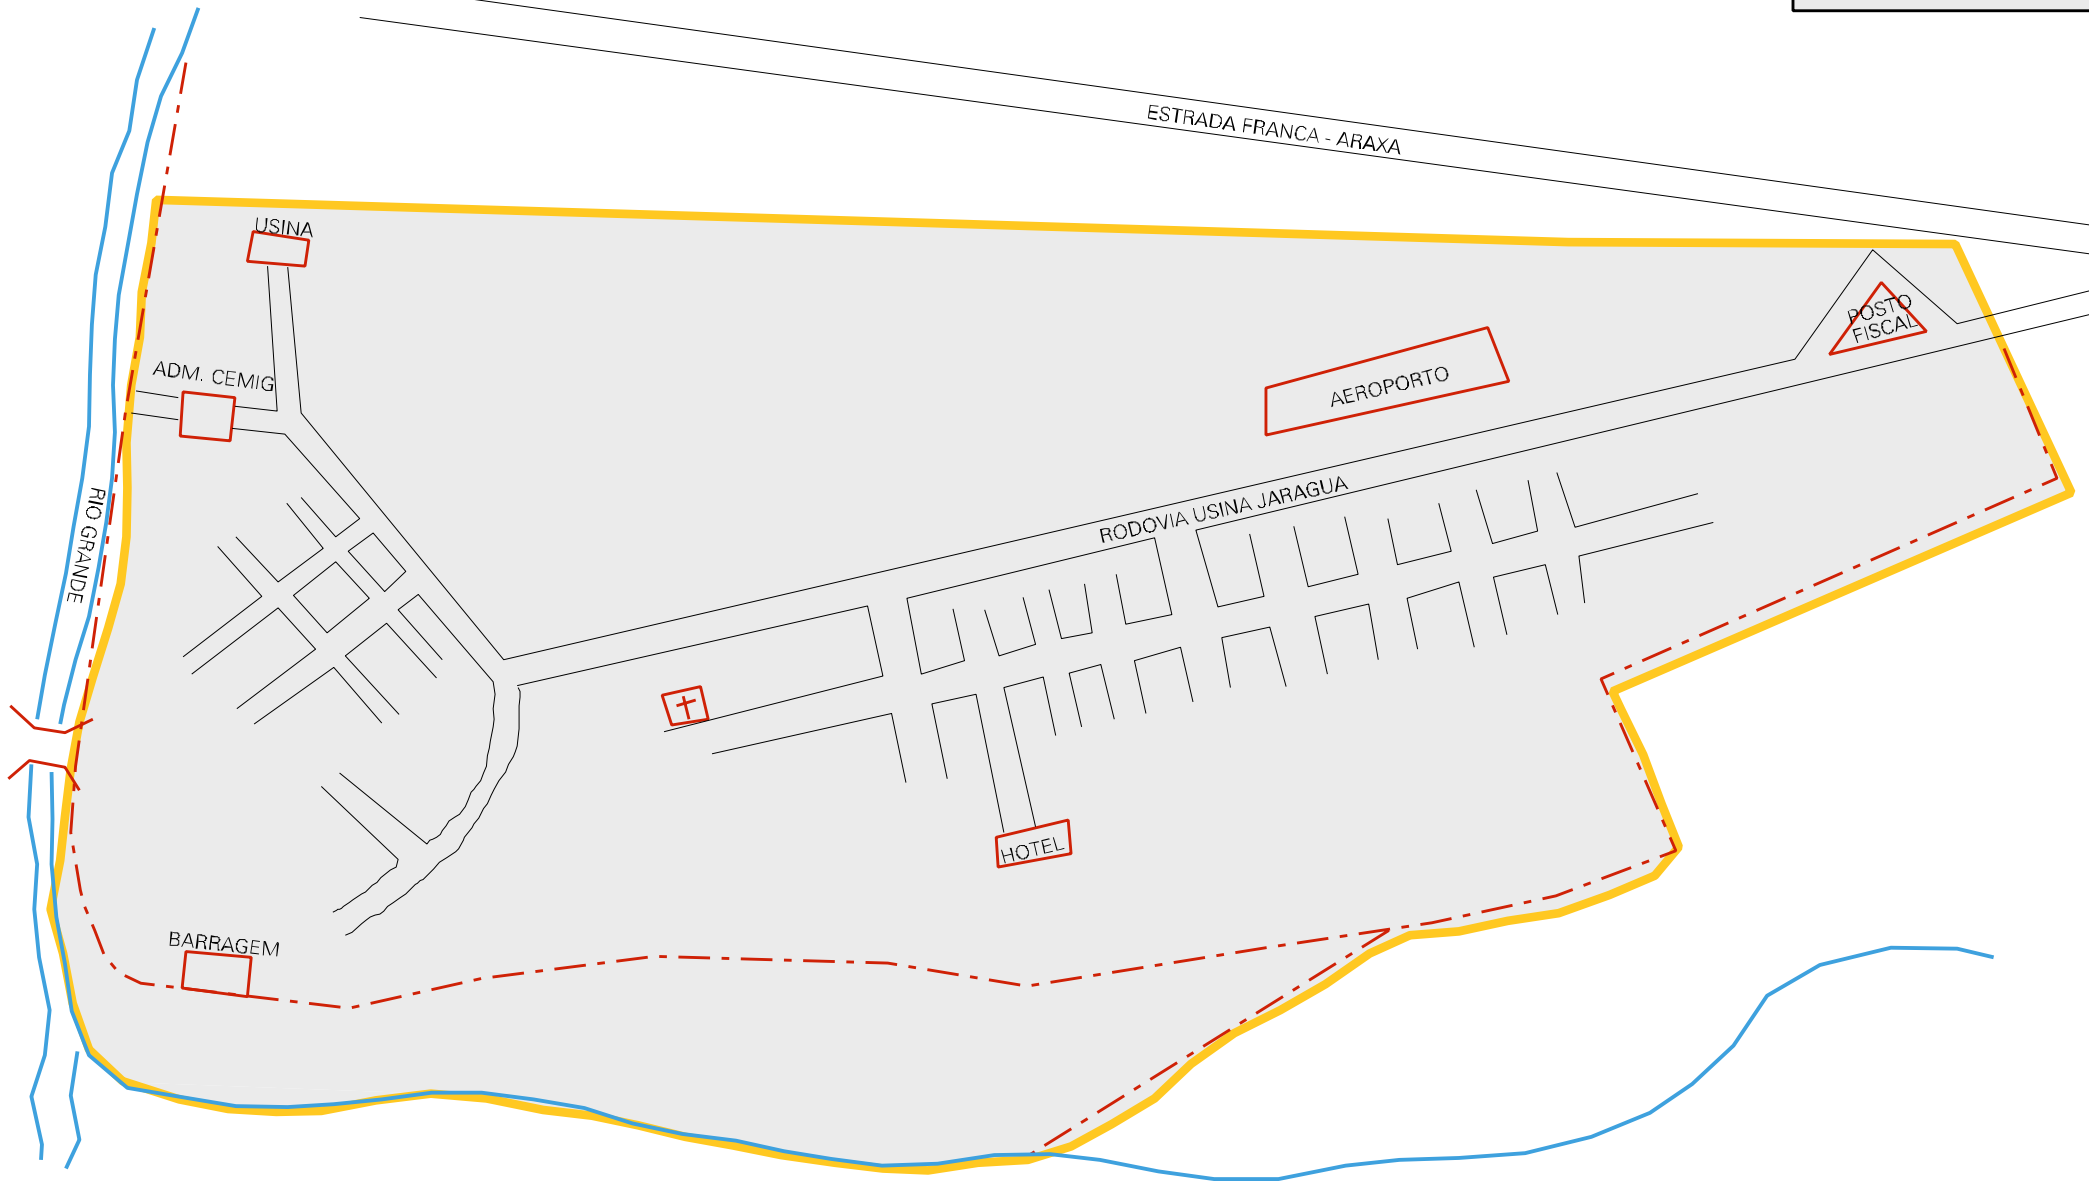 ESTRADA FRANCA - ARAXA
USINA
POSTO
FISCAL
ADM. CEMIG
AEROPORTO
RODOVIA USINA JARAGUA
RIO GRANDE
HOTEL
BARRAGEM